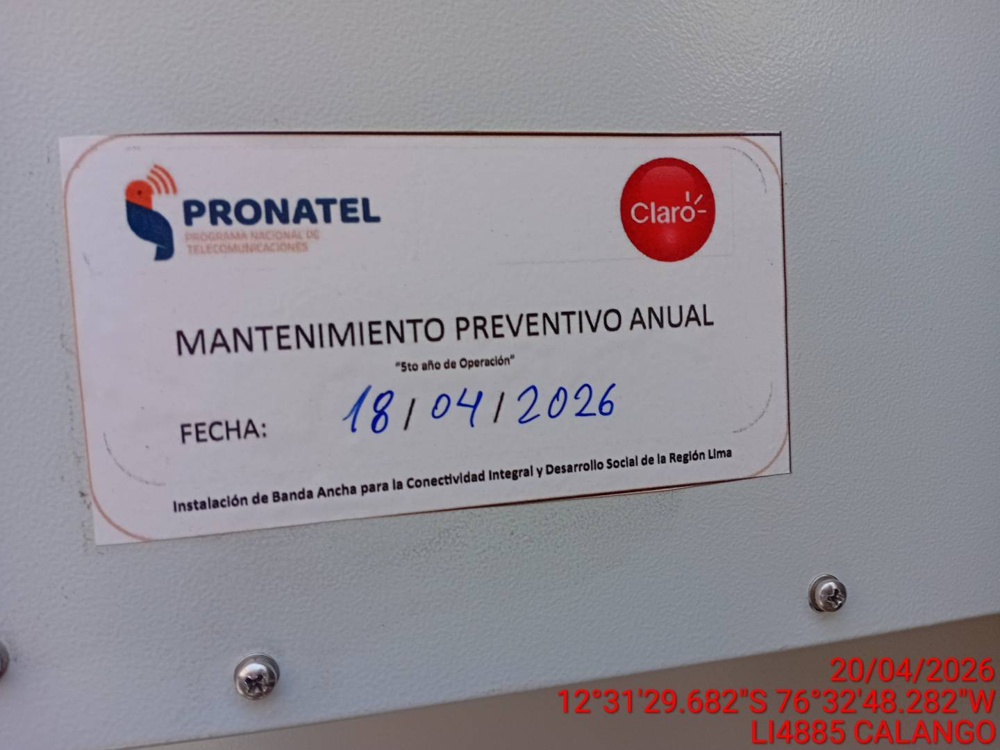 PRONATEL
PROGRAMA NACIONAL DE
TELECOMUNICACIONES
Claro
MANTENIMIENTO PREVENTIVO ANUAL
"5to año de Operación"
FECHA: 18/04/2026
Instalación de Banda Ancha para la Conectividad Integral y Desarrollo Social de la Región Lima
20/04/2026
12°31'29.682"S 76°32'48.282"W
LI4885 CALANGO